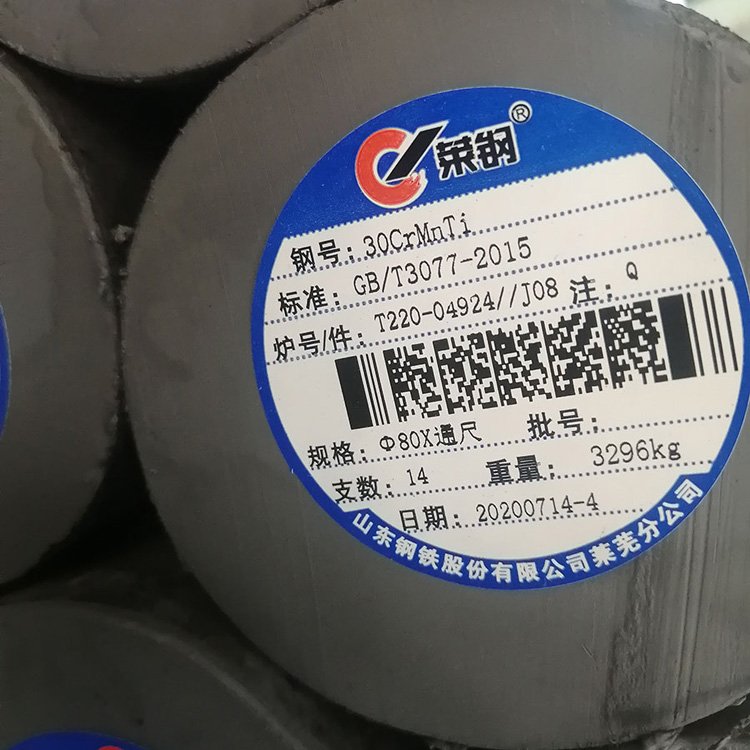 莱钢®
钢号：30CrMnTi
标准：GB/T3077-2015
炉号/件：T220-04924//J08 注：Q
规格：Φ80X通尺 批号：
支数：14 重量：3296kg
日期：20200714-4
山东钢铁股份有限公司莱芜分公司